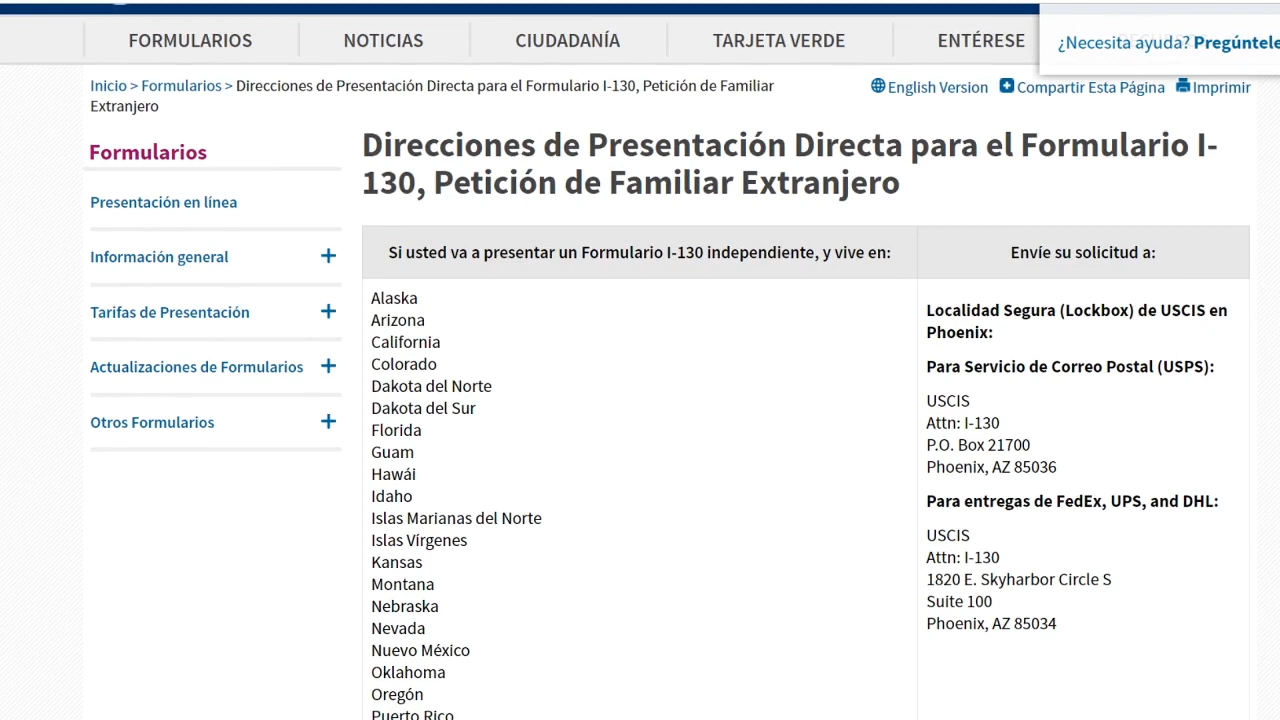 FORMULARIOS
NOTICIAS
CIUDADANÍA
TARJETA VERDE
ENTÉRESE
¿Necesita ayuda? Pregúntele
Inicio > Formularios > Direcciones de Presentación Directa para el Formulario I-130, Petición de Familiar
Extranjero
English Version
Compartir Esta Página
Imprimir
Formularios
Presentación en línea
Información general
Tarifas de Presentación
Actualizaciones de Formularios
Otros Formularios
Direcciones de Presentación Directa para el Formulario I-
130, Petición de Familiar Extranjero
Si usted va a presentar un Formulario I-130 independiente, y vive en:
Alaska
Arizona
California
Colorado
Dakota del Norte
Dakota del Sur
Florida
Guam
Hawái
Idaho
Islas Marianas del Norte
Islas Vírgenes
Kansas
Montana
Nebraska
Nevada
Nuevo México
Oklahoma
Oregón
Puerto Rico
Envíe su solicitud a:
Localidad Segura (Lockbox) de USCIS en
Phoenix:
Para Servicio de Correo Postal (USPS):
USCIS
Attn: I-130
P.O. Box 21700
Phoenix, AZ 85036
Para entregas de FedEx, UPS, and DHL:
USCIS
Attn: I-130
1820 E. Skyharbor Circle S
Suite 100
Phoenix, AZ 85034